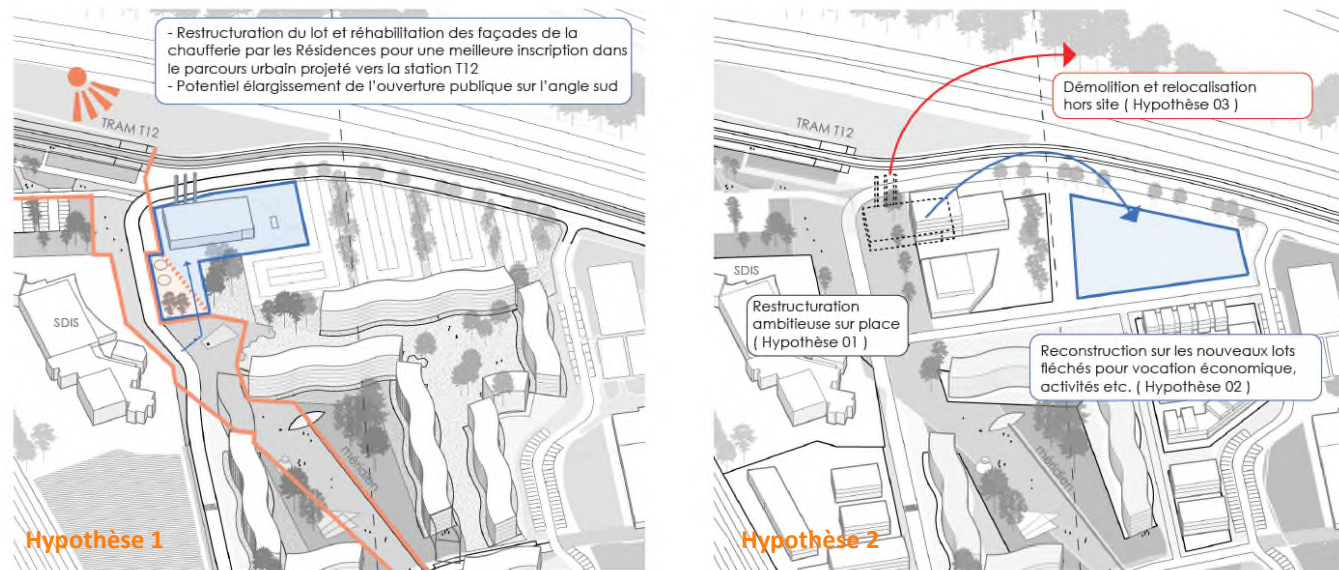 - Restructuration du lot et réhabilitation des façades de la
chaufferie par les Résidences pour une meilleure inscription dans
le parcours urbain projeté vers la station T12
- Potentiel élargissement de l'ouverture publique sur l'angle sud
TRAM T12
SDIS
méridien
Hypothèse 1
Démolition et relocalisation
hors site ( Hypothèse 03 )
TRAM T12
SDIS
Restructuration
ambitieuse sur place
( Hypothèse 01 )
Reconstruction sur les nouveaux lots
fléchés pour vocation économique,
activités etc. ( Hypothèse 02 )
méridien
Hypothèse 2